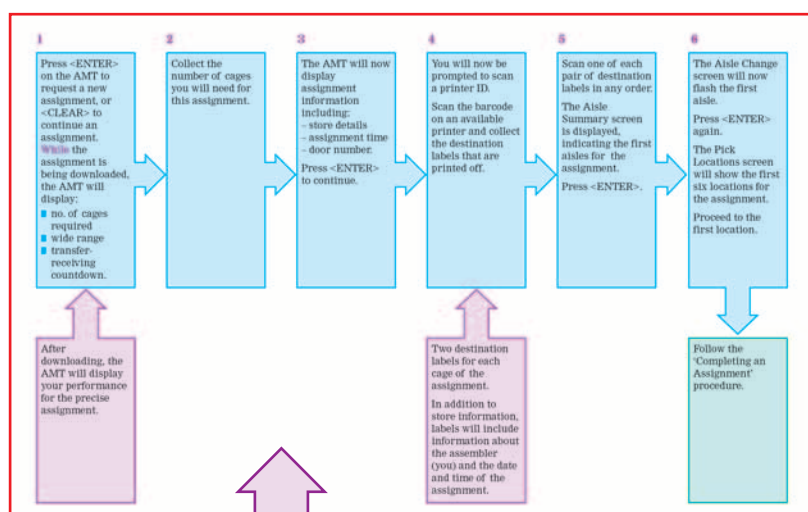 1
Press <ENTER>
on the AMT to
request a new
assignment, or
<CLEAR> to
continue an
assignment.
While the
assignment is
being downloaded,
the AMT will
display:
■ no. of cages
required
■ wide range
■ transfer-
receiving
countdown.
2
Collect the
number of cages
you will need for
this assignment.
3
The AMT will now
display
assignment
information
including:
– store details
– assignment time
– door number.
Press <ENTER>
to continue.
4
You will now be
prompted to scan
a printer ID.
Scan the barcode
on an available
printer and collect
the destination
labels that are
printed off.
5
Scan one of each
pair of destination
labels in any order.
The Aisle
Summary screen
is displayed,
indicating the first
aisles for the
assignment.
Press <ENTER>.
6
The Aisle Change
screen will now
flash the first
aisle.
Press <ENTER>
again.
The Pick
Locations screen
will show the first
six locations for
the assignment.
Proceed to the
first location.
After
downloading, the
AMT will display
your performance
for the precise
assignment.
Two destination
labels for each
cage of the
assignment.
In addition to
store information,
labels will include
information about
the assembler
(you) and the date
and time of the
assignment.
Follow the
'Completing an
Assignment'
procedure.